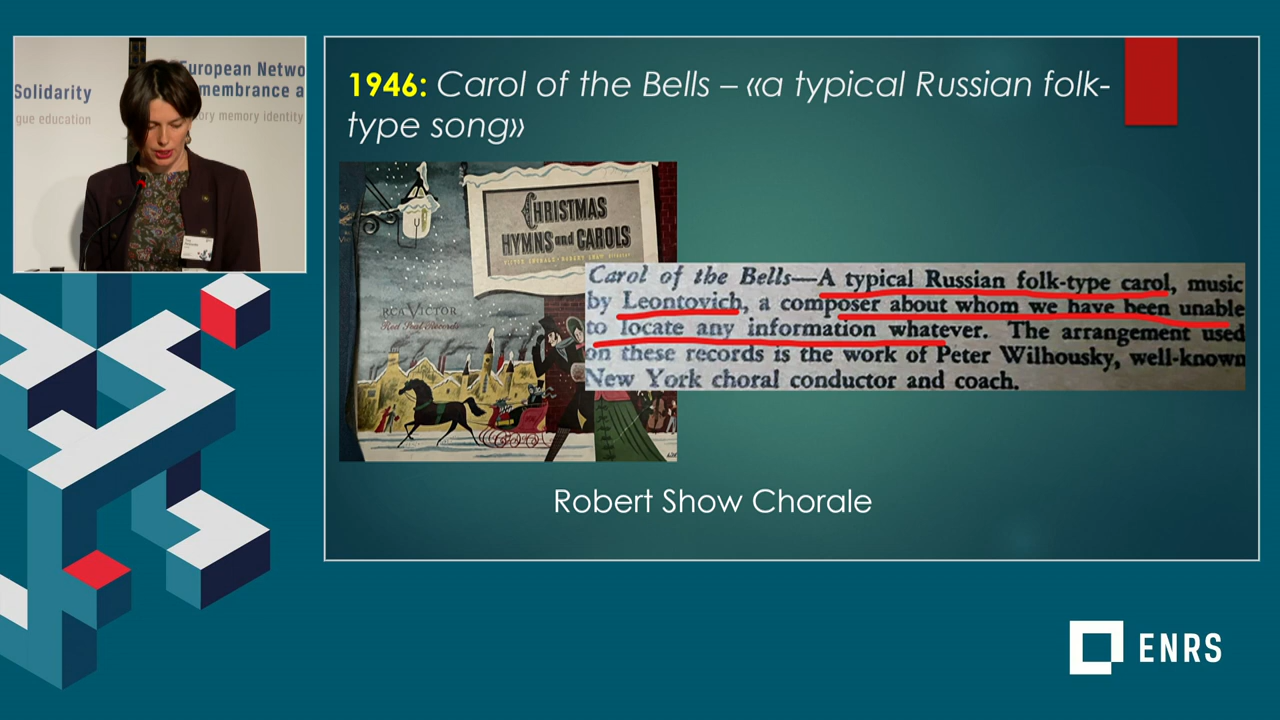 Solidarity
European Netwo
membrance a
gue education
ory memory identity
1946: Carol of the Bells – «a typical Russian folk-
type song»
CHRISTMAS
HYMNS and CAROLS
RCA VICTOR
Red Seal Records
Carol of the Bells—A typical Russian folk-type carol, music
by Leontovich, a composer about whom we have been unable
to locate any information whatever. The arrangement used
on these records is the work of Peter Wilhousky, well-known
New York choral conductor and coach.
Robert Show Chorale
ENRS